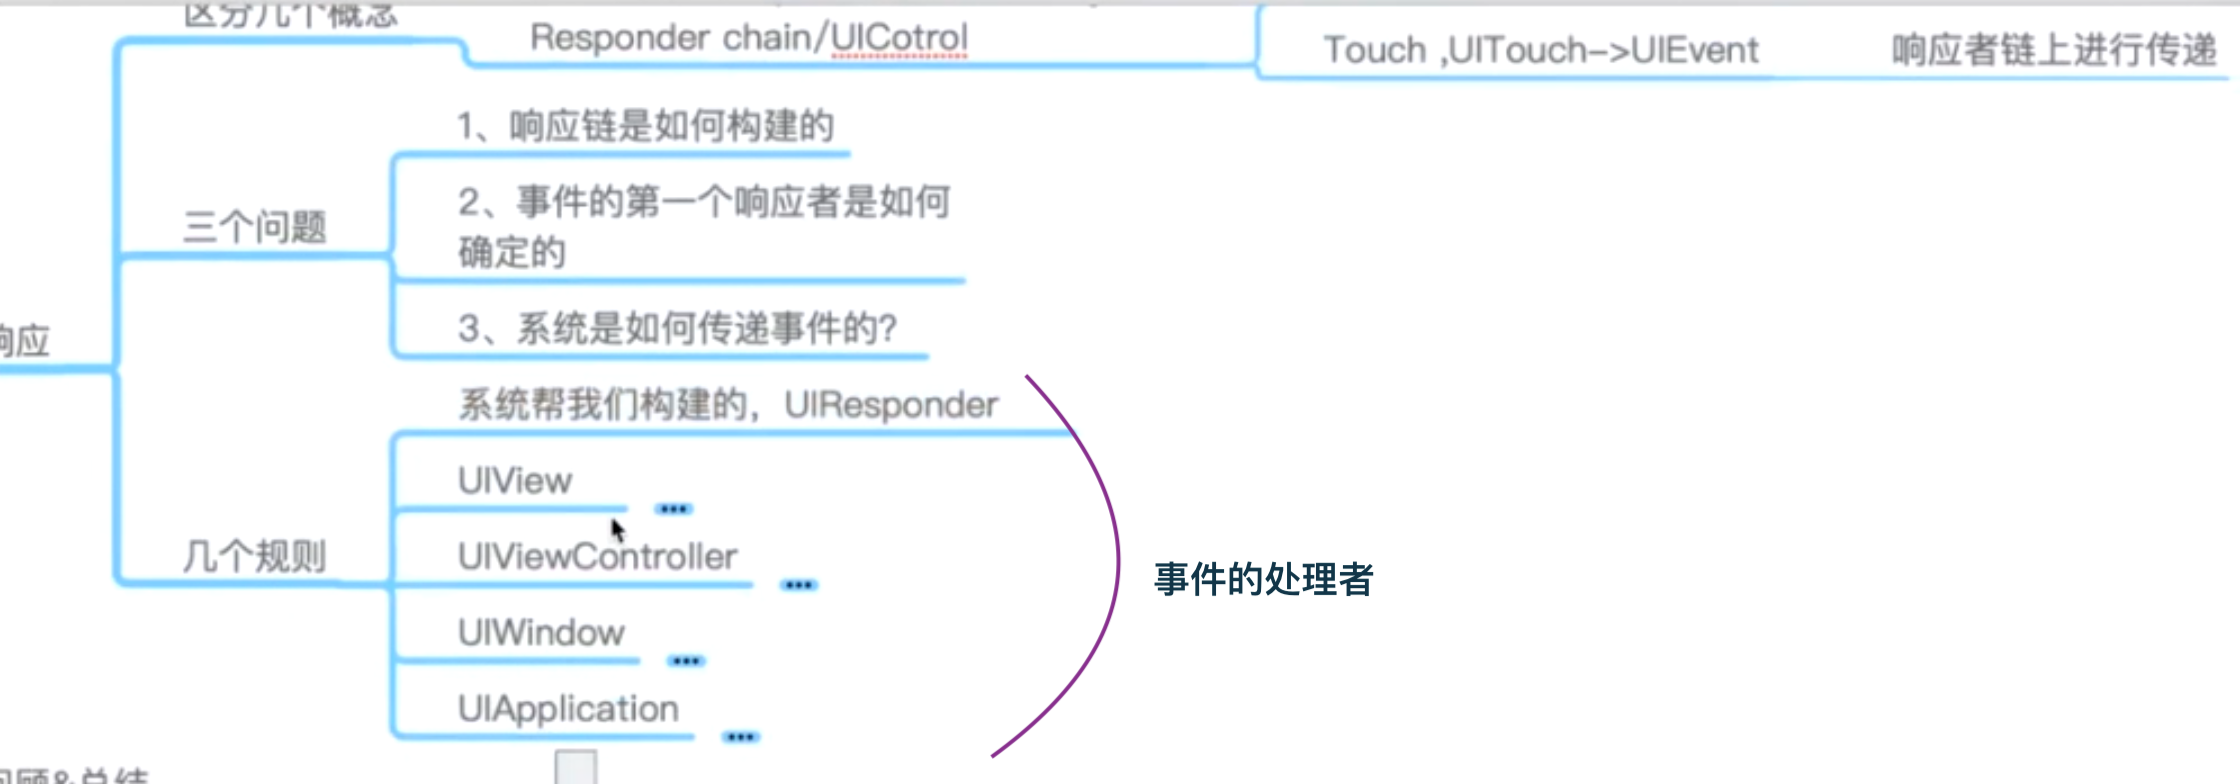 区分几个概念
Responder chain/UICotrol
Touch ,UITouch->UIEvent
响应者链上进行传递
1、响应链是如何构建的
三个问题
2、事件的第一个响应者是如何
确定的
3、系统是如何传递事件的?
响应
系统帮我们构建的，UIResponder
UIView
几个规则
UIViewController
UIWindow
UIApplication
事件的处理者
回顾&总结